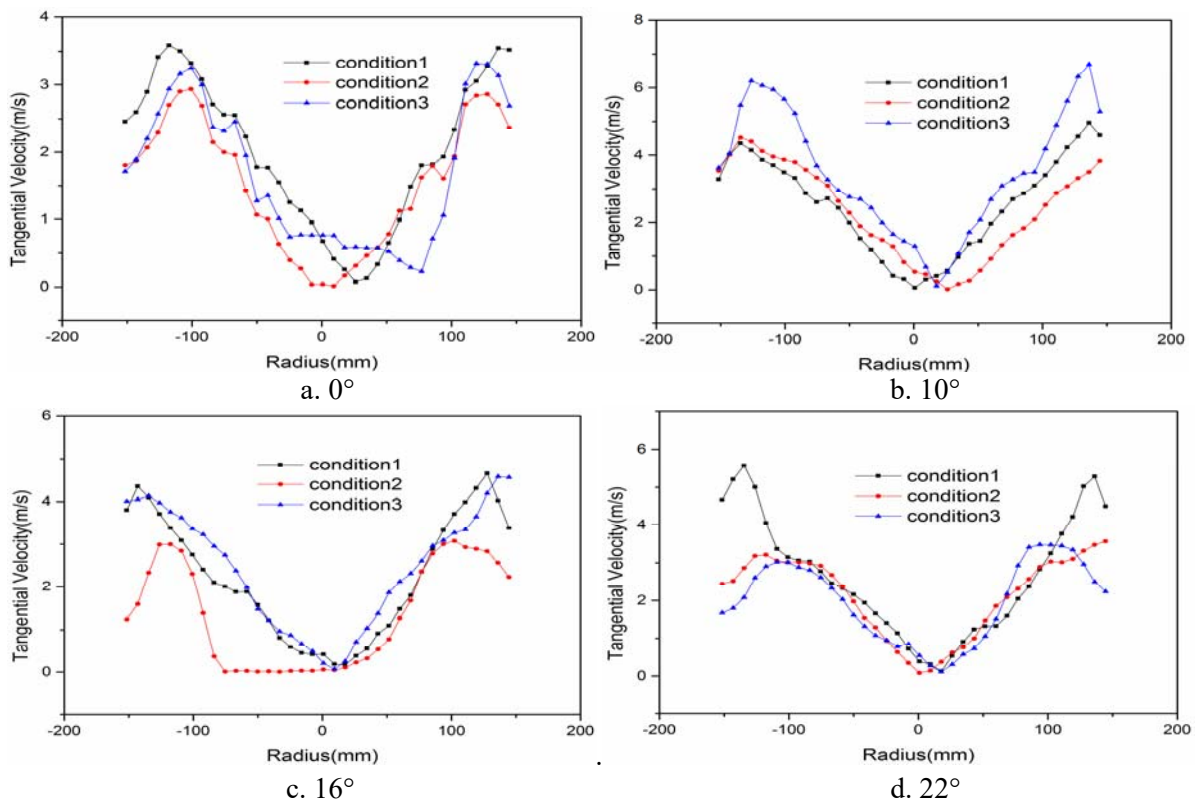 4
3
2
1
0
Tangential Velocity(m/s)
condition1
condition2
condition3
-200
-100
0
100
200
Radius(mm)
a. 0°
8
6
4
2
0
Tangential Velocity(m/s)
condition1
condition2
condition3
-200
-100
0
100
200
Radius(mm)
b. 10°
6
4
2
0
Tangential Velocity(m/s)
condition1
condition2
condition3
-200
-100
0
100
200
Radius(mm)
c. 16°
.
6
4
2
0
Tangential Velocity(m/s)
condition1
condition2
condition3
-200
-100
0
100
200
Radius(mm)
d. 22°